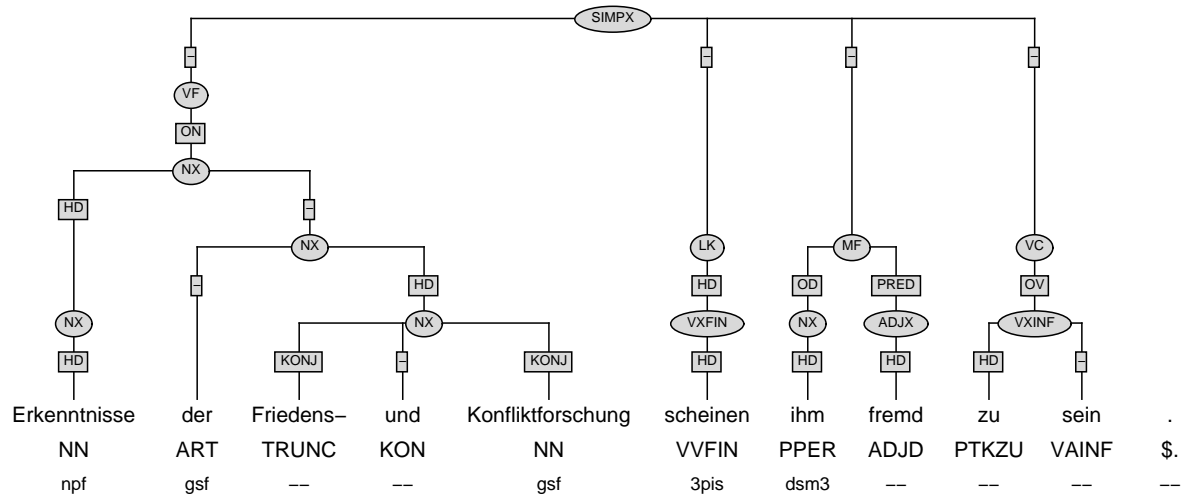 SIMPX
– – – –
VF
ON
NX
HD –
NX LK MF VC
– HD HD OD PRED OV
NX NX VXFIN NX ADJX VXINF
HD KONJ – KONJ HD HD HD HD –
Erkenntnisse der Friedens– und Konfliktforschung scheinen ihm fremd zu sein .
NN ART TRUNC KON NN VVFIN PPER ADJD PTKZU VAINF $.
npf gsf –– –– gsf 3pis dsm3 –– –– –– ––